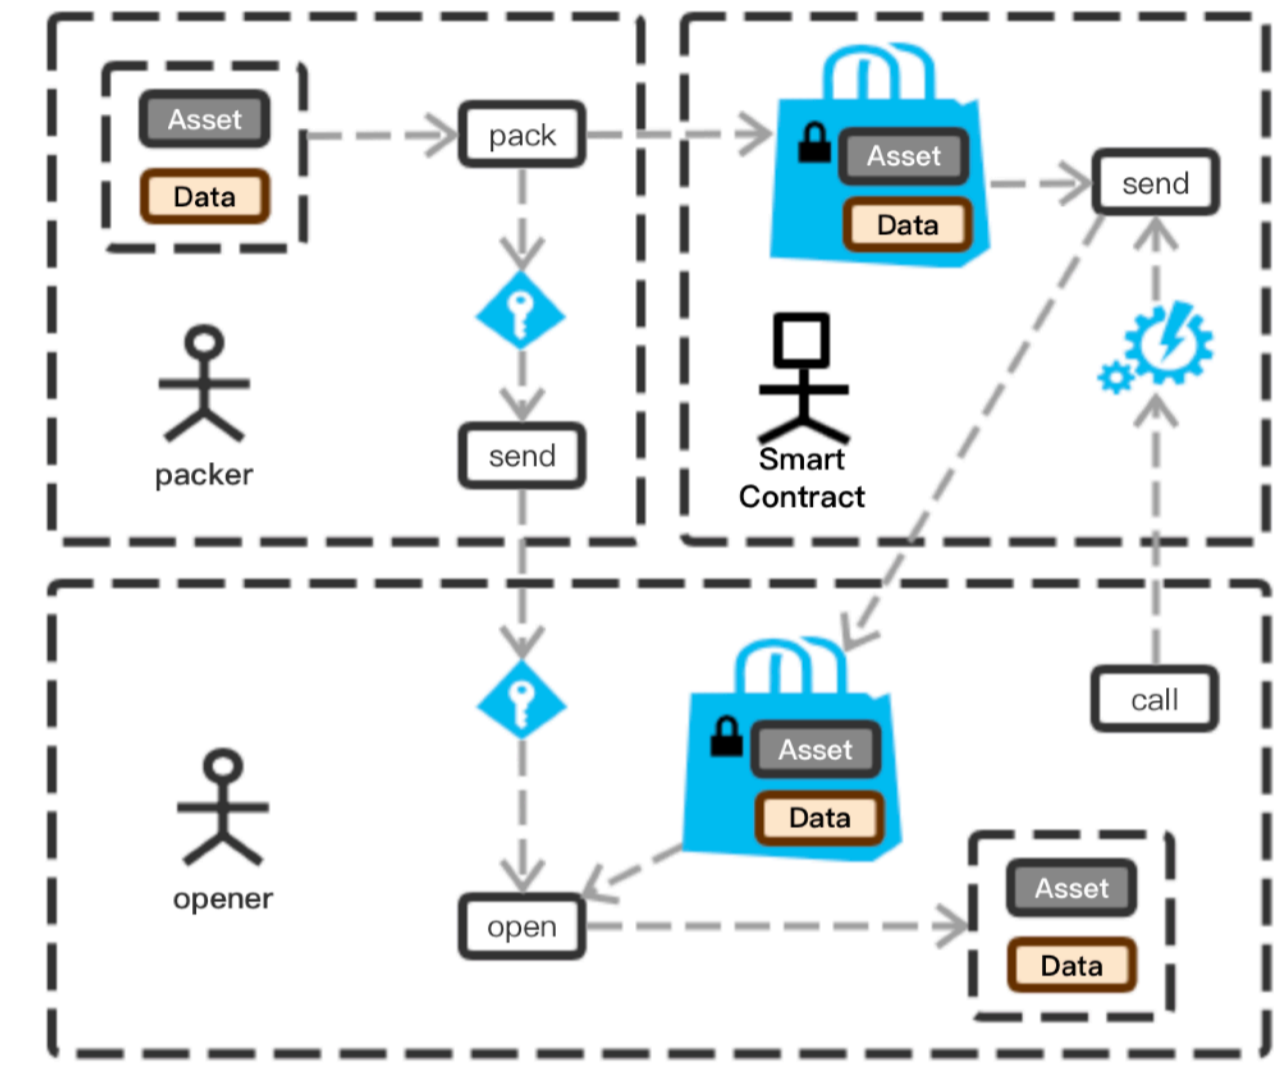 Asset
Data
pack
send
packer
Asset
Data
send
Smart
Contract
Asset
Data
call
opener
open
Asset
Data